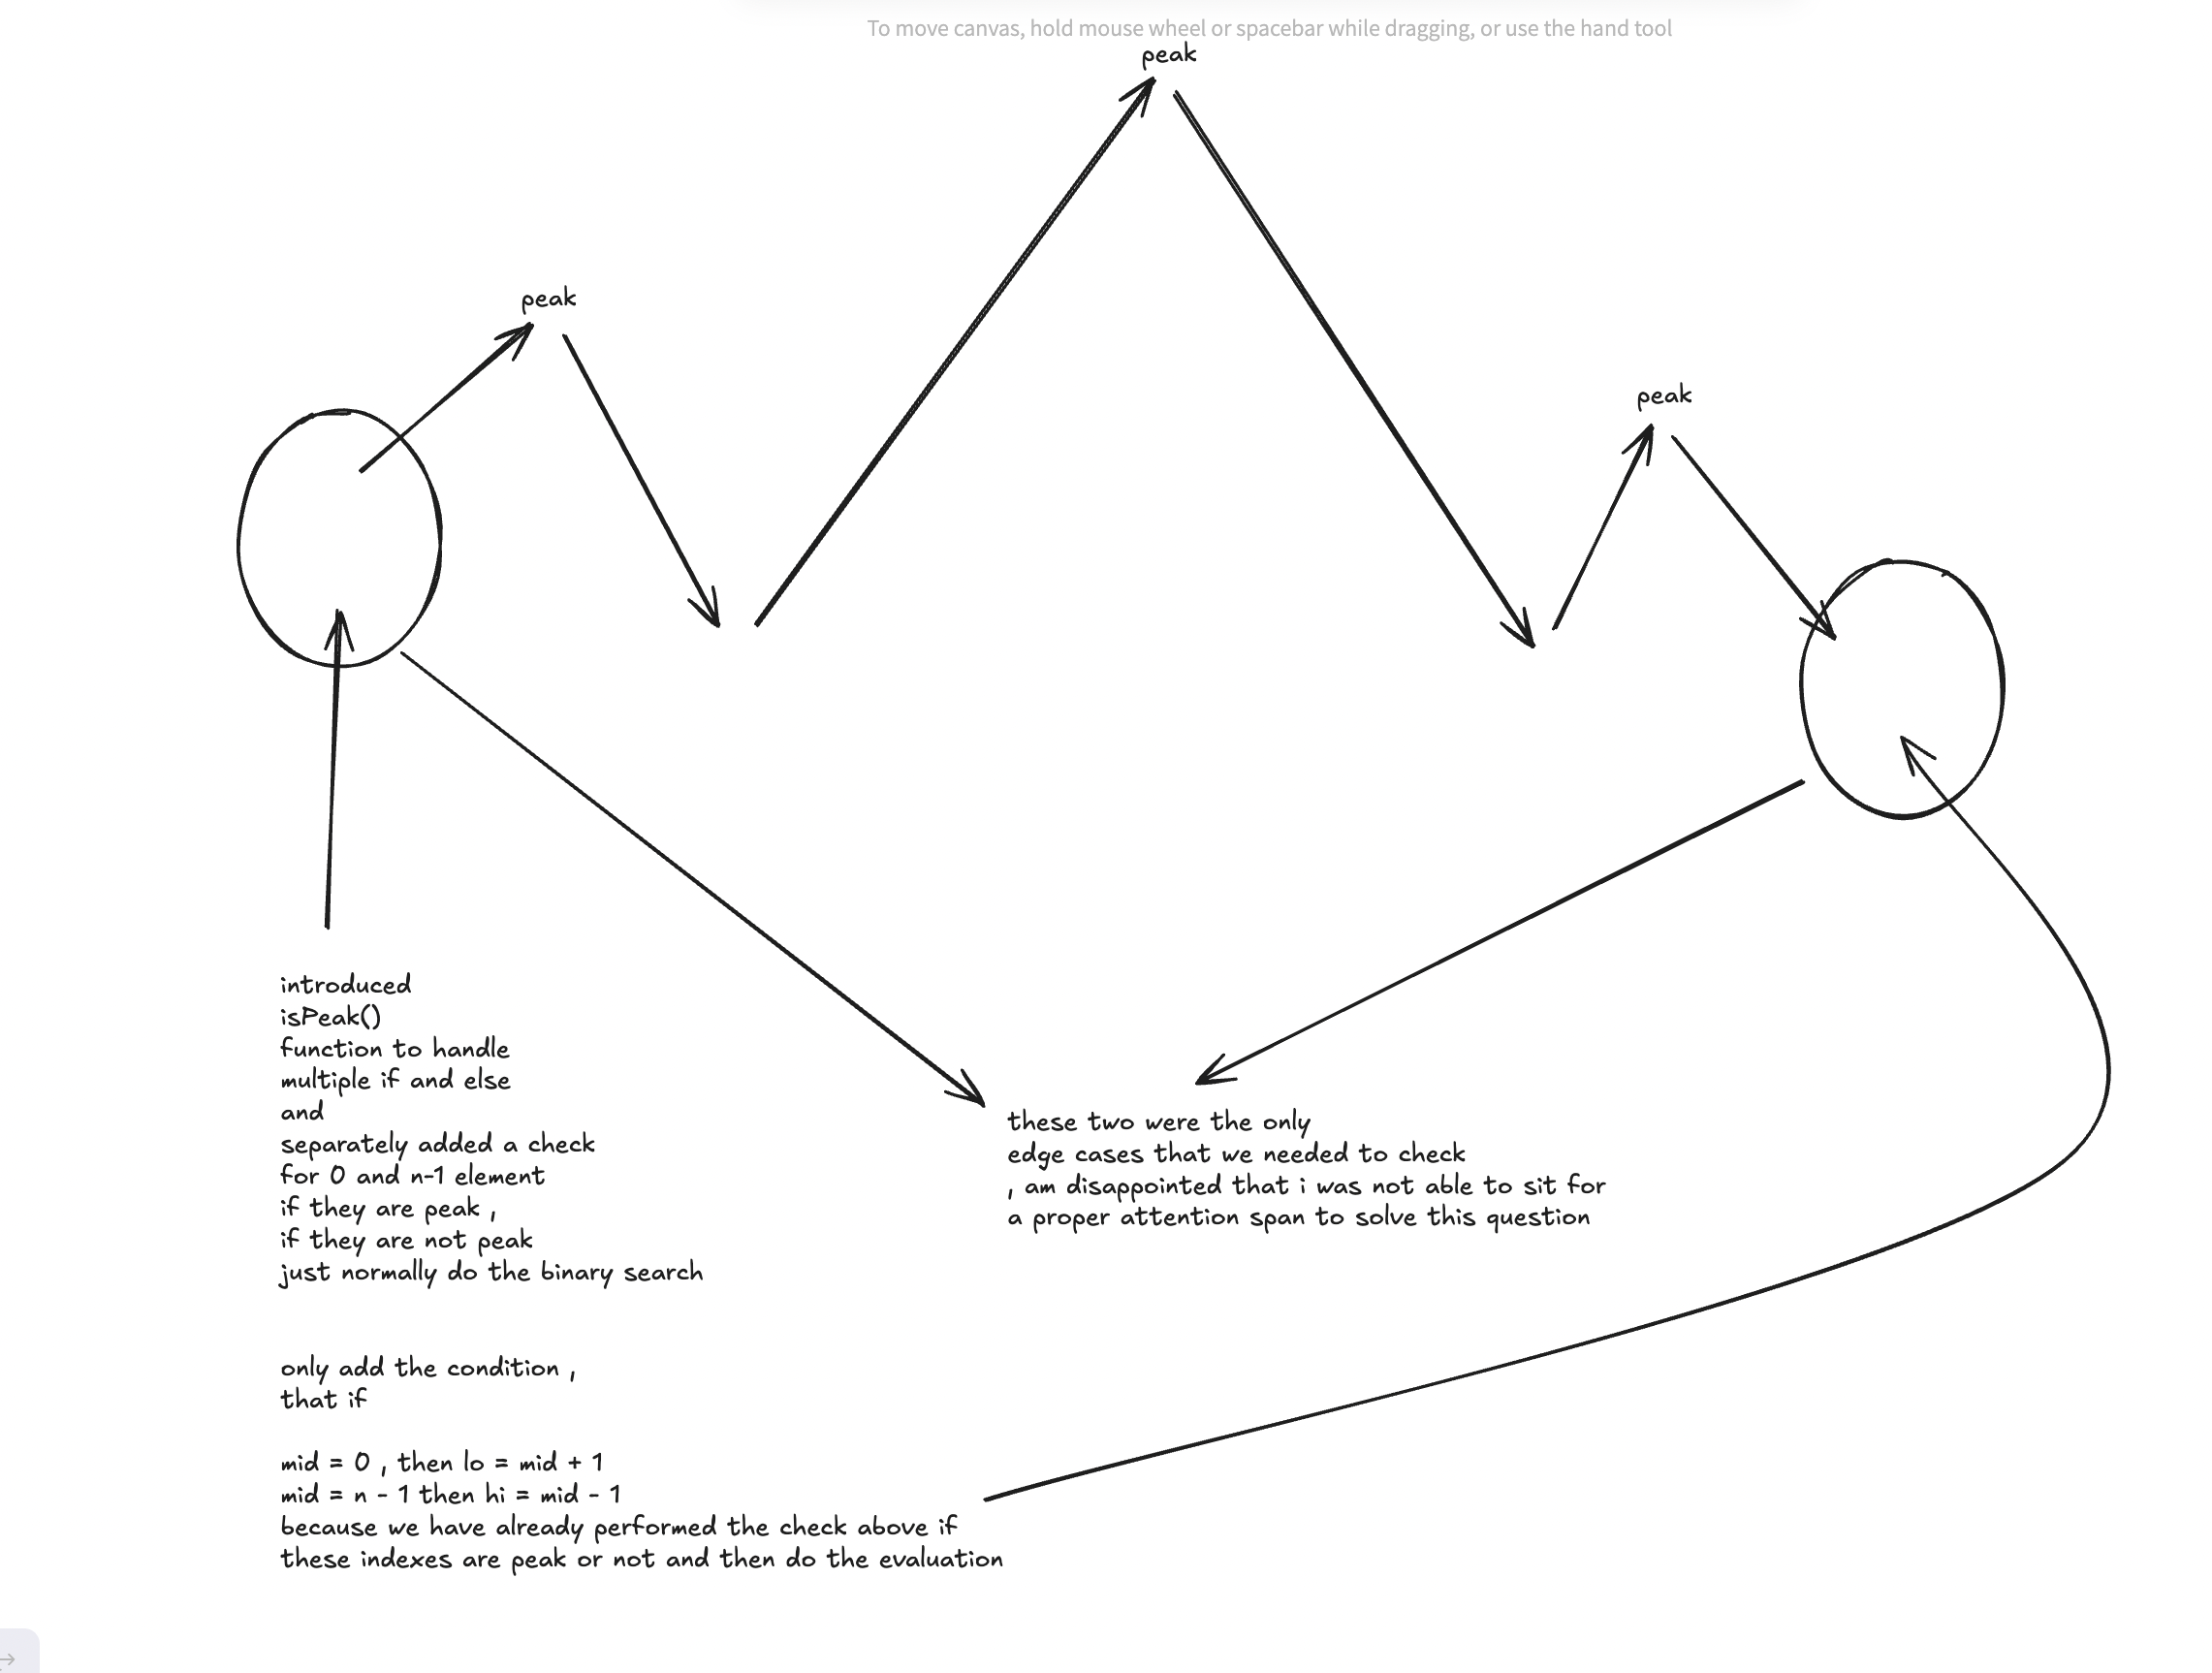 To move canvas, hold mouse wheel or spacebar while dragging, or use the hand tool
peak
peak
peak
introduced
isPeak()
function to handle
multiple if and else
and
separately added a check
for 0 and n-1 element
if they are peak ,
if they are not peak
just normally do the binary search
these two were the only
edge cases that we needed to check
, am disappointed that i was not able to sit for
a proper attention span to solve this question
only add the condition ,
that if
mid = 0 , then lo = mid + 1
mid = n - 1 then hi = mid - 1
because we have already performed the check above if
these indexes are peak or not and then do the evaluation